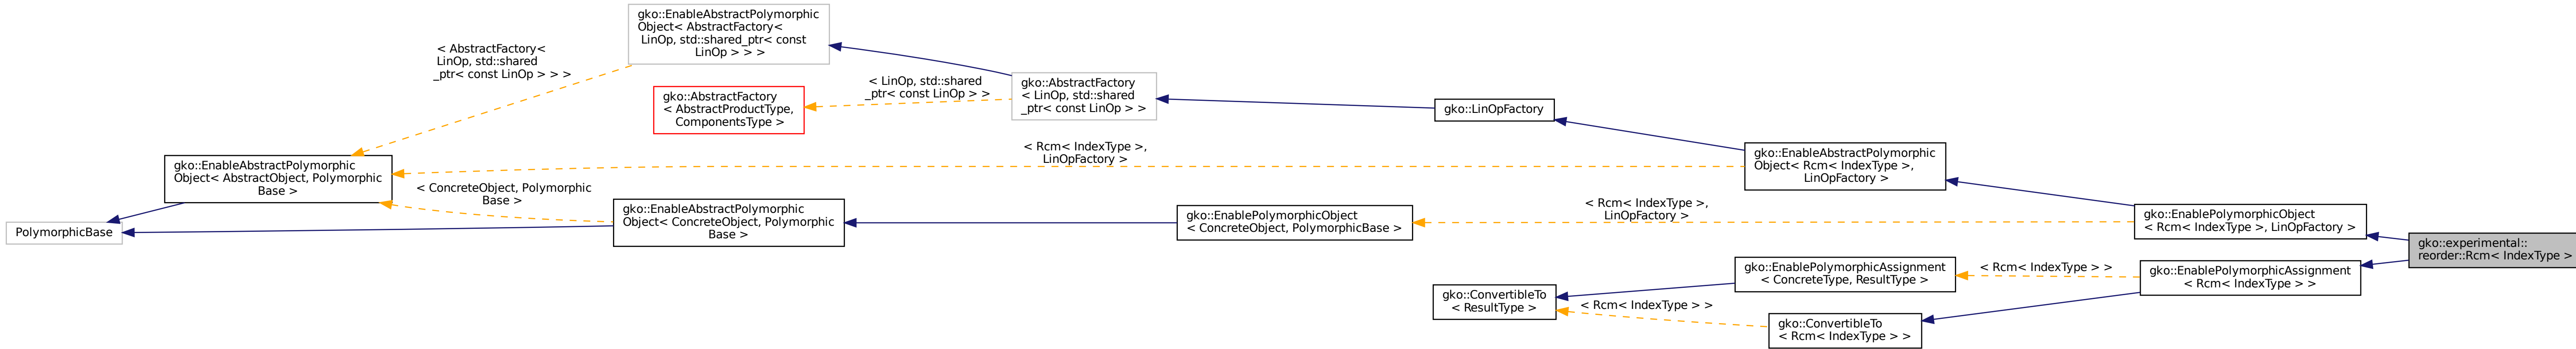 gko::EnableAbstractPolymorphic
Object< AbstractFactory<
LinOp, std::shared_ptr< const
LinOp > > >
< AbstractFactory<
LinOp, std::shared
_ptr< const LinOp > > >
gko::AbstractFactory
< AbstractProductType,
ComponentsType >
< LinOp, std::shared
_ptr< const LinOp > >
gko::AbstractFactory
< LinOp, std::shared
_ptr< const LinOp > >
gko::LinOpFactory
gko::EnableAbstractPolymorphic
Object< AbstractObject, Polymorphic
Base >
< Rcm< IndexType >,
LinOpFactory >
gko::EnableAbstractPolymorphic
Object< Rcm< IndexType >,
LinOpFactory >
< ConcreteObject, Polymorphic
Base >
PolymorphicBase
gko::EnableAbstractPolymorphic
Object< ConcreteObject, Polymorphic
Base >
gko::EnablePolymorphicObject
< ConcreteObject, PolymorphicBase >
< Rcm< IndexType >,
LinOpFactory >
gko::EnablePolymorphicObject
< Rcm< IndexType >, LinOpFactory >
gko::experimental::
reorder::Rcm< IndexType >
gko::EnablePolymorphicAssignment
< ConcreteType, ResultType >
< Rcm< IndexType > >
gko::EnablePolymorphicAssignment
< Rcm< IndexType > >
gko::ConvertibleTo
< ResultType >
< Rcm< IndexType > >
gko::ConvertibleTo
< Rcm< IndexType > >